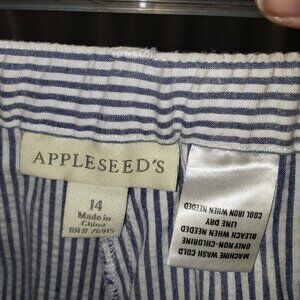 APPLESEED'S
14
Made in
China
RN#
MACHINE WASH COLD
ONLY NON-CHLORINE
BLEACH WHEN NEEDED
LINE DRY
COOL IRON WHEN NEEDED